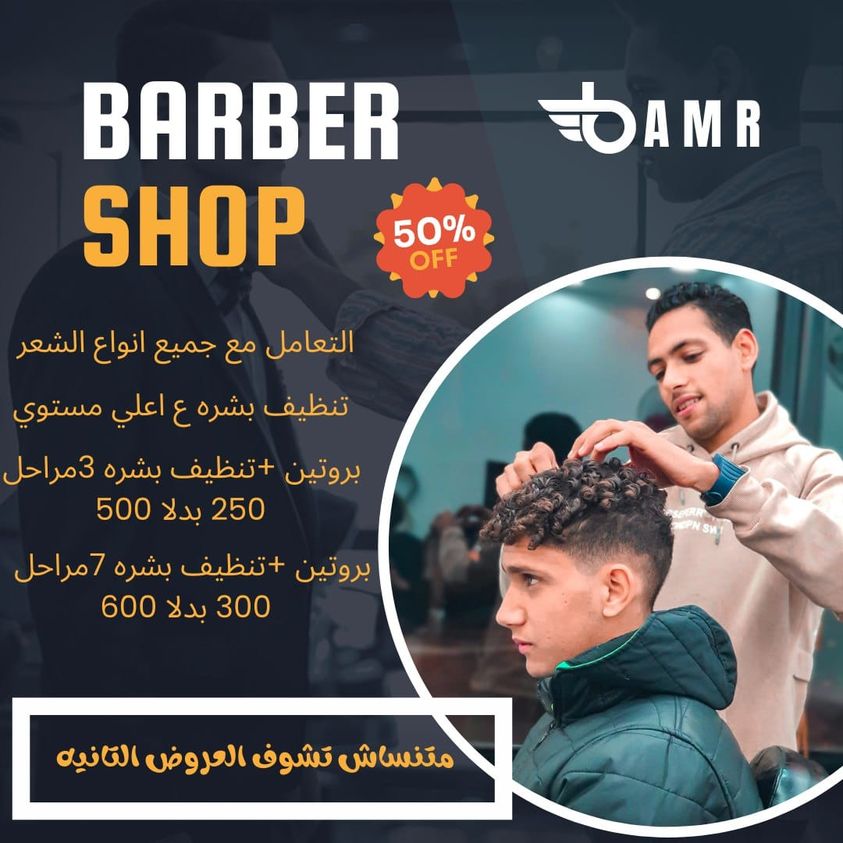 BARBER
SHOP
AMR
50%
OFF
التعامل مع جميع انواع الشعر
تنظيف بشره ع اعلي مستوي
بروتين +تنظيف بشره 3مراحل
250 بدلا 500
بروتين +تنظيف بشره 7مراحل
300 بدلا 600
متنساش تشوف العروض التانيه